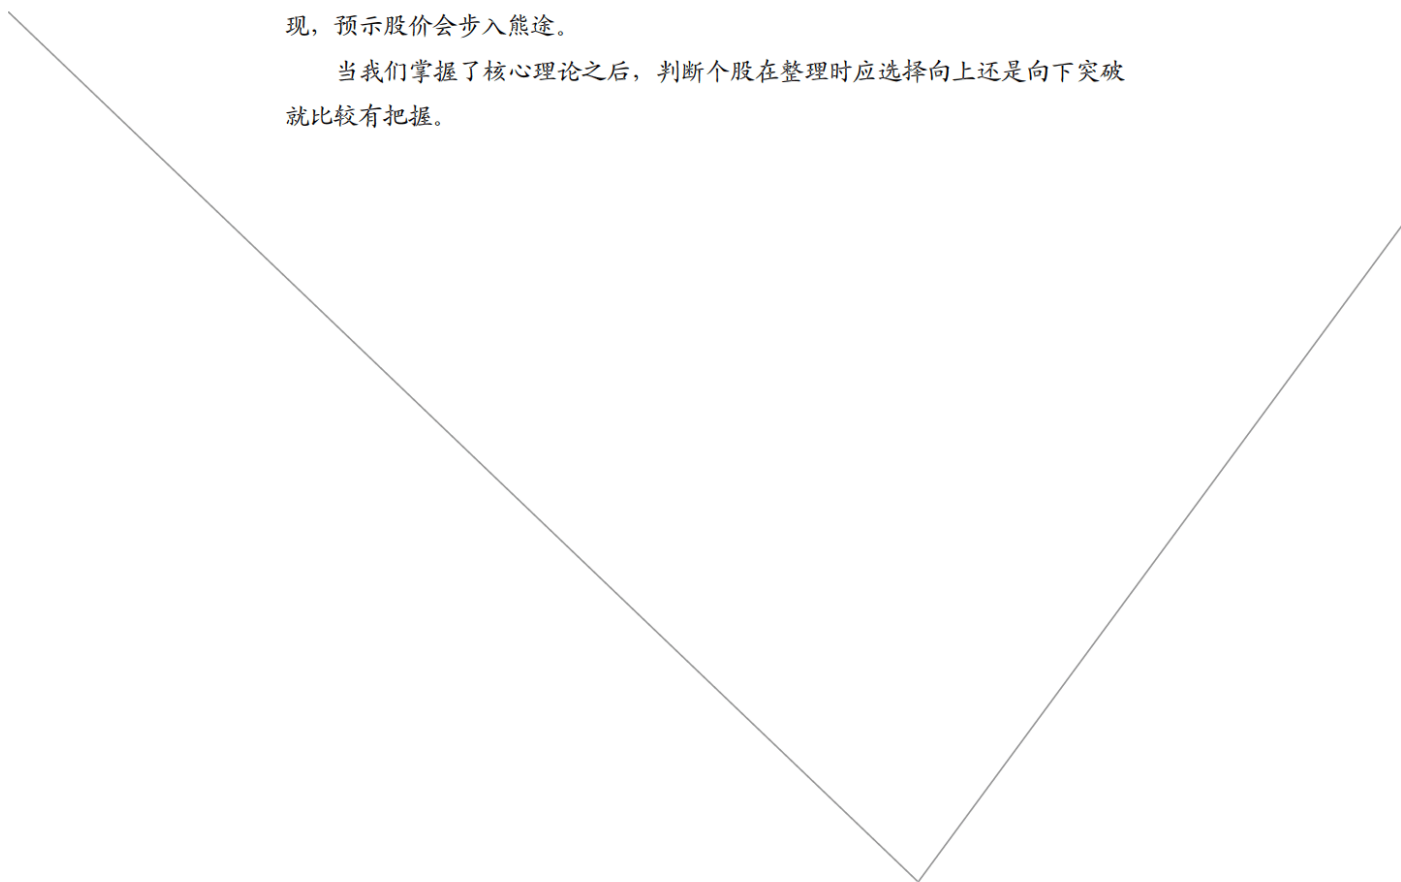 现，预示股价会步入熊途。
当我们掌握了核心理论之后，判断个股在整理时应选择向上还是向下突破
就比较有把握。